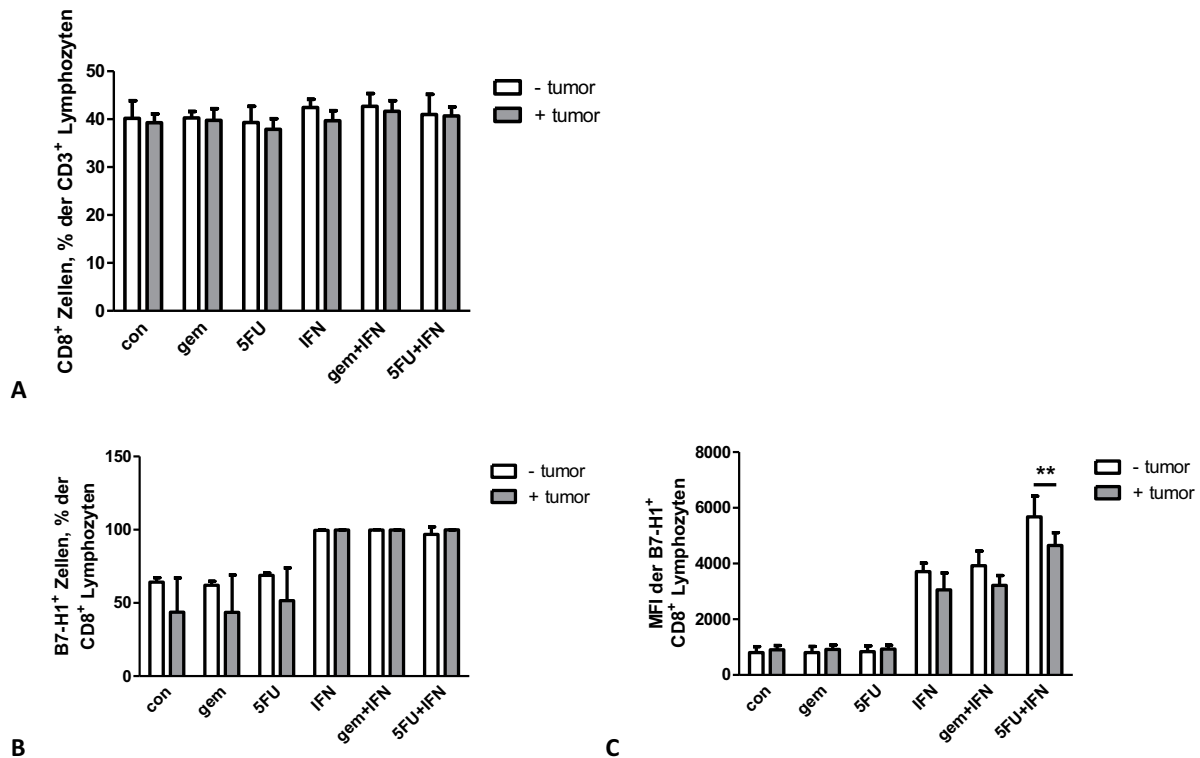 CD8⁺ Zellen, % der CD3⁺ Lymphozyten
50
40
30
20
10
0
con
gem
5FU
IFN
gem+IFN
5FU+IFN
- tumor
+ tumor
A
B7-H1⁺ Zellen, % der
CD8⁺ Lymphozyten
150
100
50
0
con
gem
5FU
IFN
gem+IFN
5FU+IFN
- tumor
+ tumor
B
MFI der B7-H1⁺
CD8⁺ Lymphozyten
8000
6000
4000
2000
0
**
con
gem
5FU
IFN
gem+IFN
5FU+IFN
- tumor
+ tumor
C